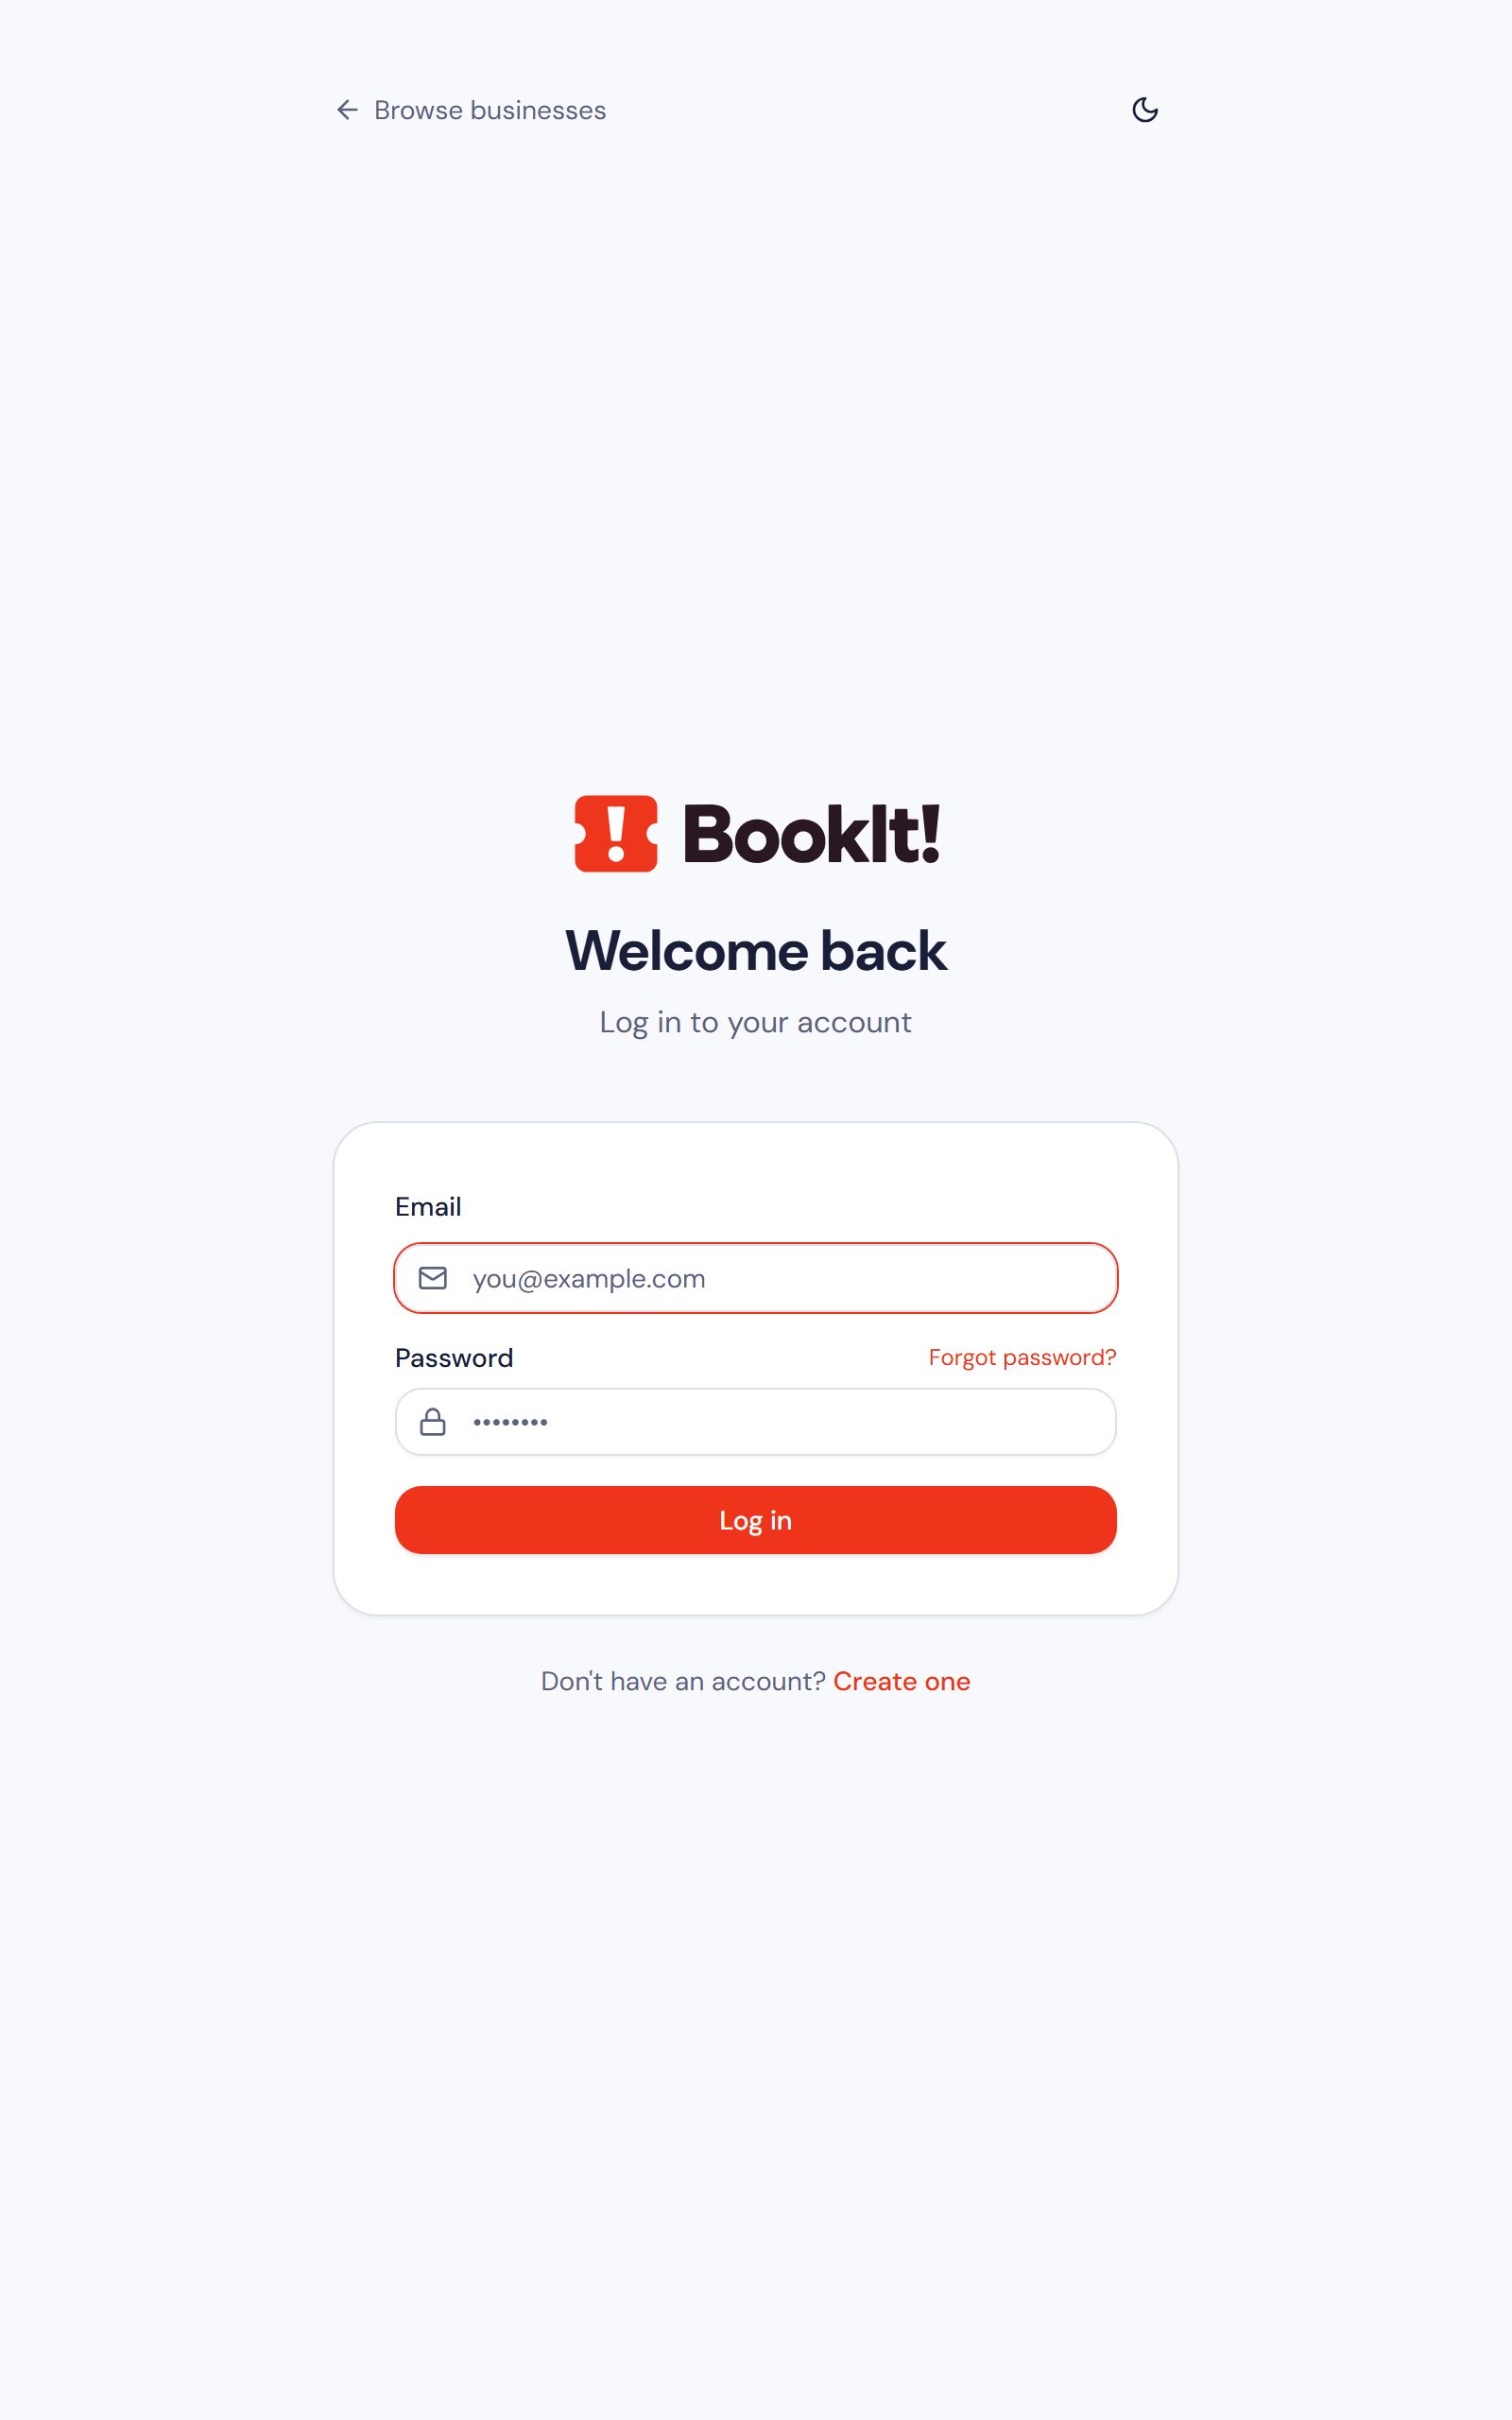 Browse businesses
! BookIt!
Welcome back
Log in to your account
Email
you@example.com
Password Forgot password?
••••••••
Log in
Don't have an account? Create one